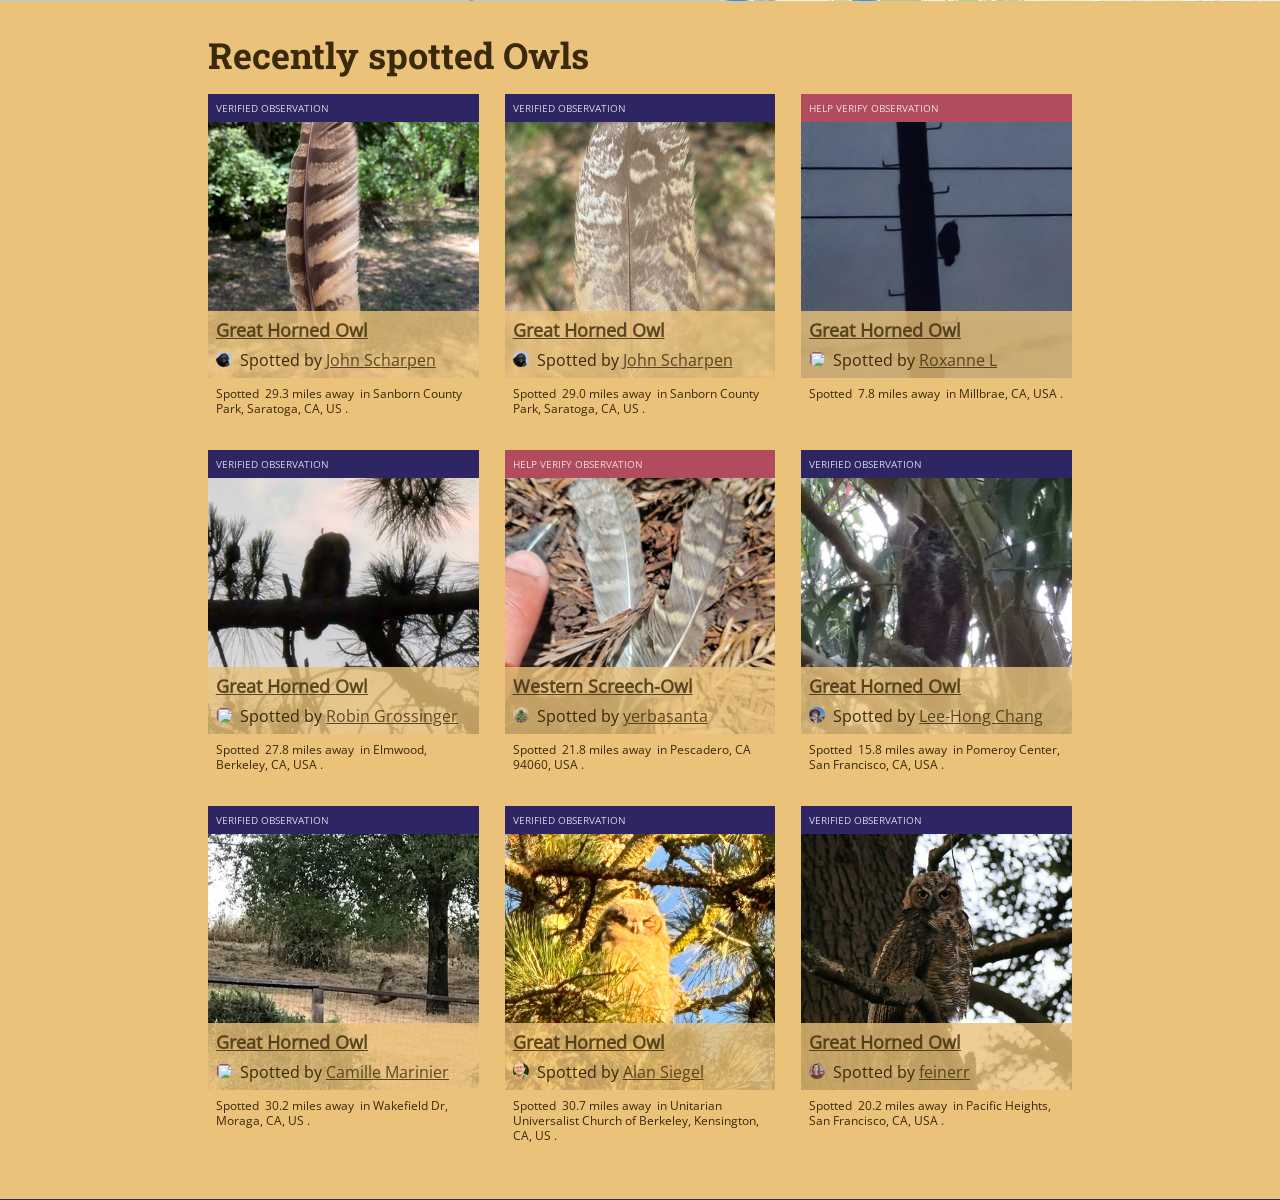 Recently spotted Owls
VERIFIED OBSERVATION
Great Horned Owl
Spotted by John Scharpen
Spotted 29.3 miles away in Sanborn County
Park, Saratoga, CA, US .
VERIFIED OBSERVATION
Great Horned Owl
Spotted by John Scharpen
Spotted 29.0 miles away in Sanborn County
Park, Saratoga, CA, US .
HELP VERIFY OBSERVATION
Great Horned Owl
Spotted by Roxanne L
Spotted 7.8 miles away in Millbrae, CA, USA .
VERIFIED OBSERVATION
Great Horned Owl
Spotted by Robin Grossinger
Spotted 27.8 miles away in Elmwood,
Berkeley, CA, USA .
HELP VERIFY OBSERVATION
Western Screech-Owl
Spotted by yerbasanta
Spotted 21.8 miles away in Pescadero, CA
94060, USA .
VERIFIED OBSERVATION
Great Horned Owl
Spotted by Lee-Hong Chang
Spotted 15.8 miles away in Pomeroy Center,
San Francisco, CA, USA .
VERIFIED OBSERVATION
Great Horned Owl
Spotted by Camille Marinier
Spotted 30.2 miles away in Wakefield Dr,
Moraga, CA, US .
VERIFIED OBSERVATION
Great Horned Owl
Spotted by Alan Siegel
Spotted 30.7 miles away in Unitarian
Universalist Church of Berkeley, Kensington,
CA, US .
VERIFIED OBSERVATION
Great Horned Owl
Spotted by feinerr
Spotted 20.2 miles away in Pacific Heights,
San Francisco, CA, USA .